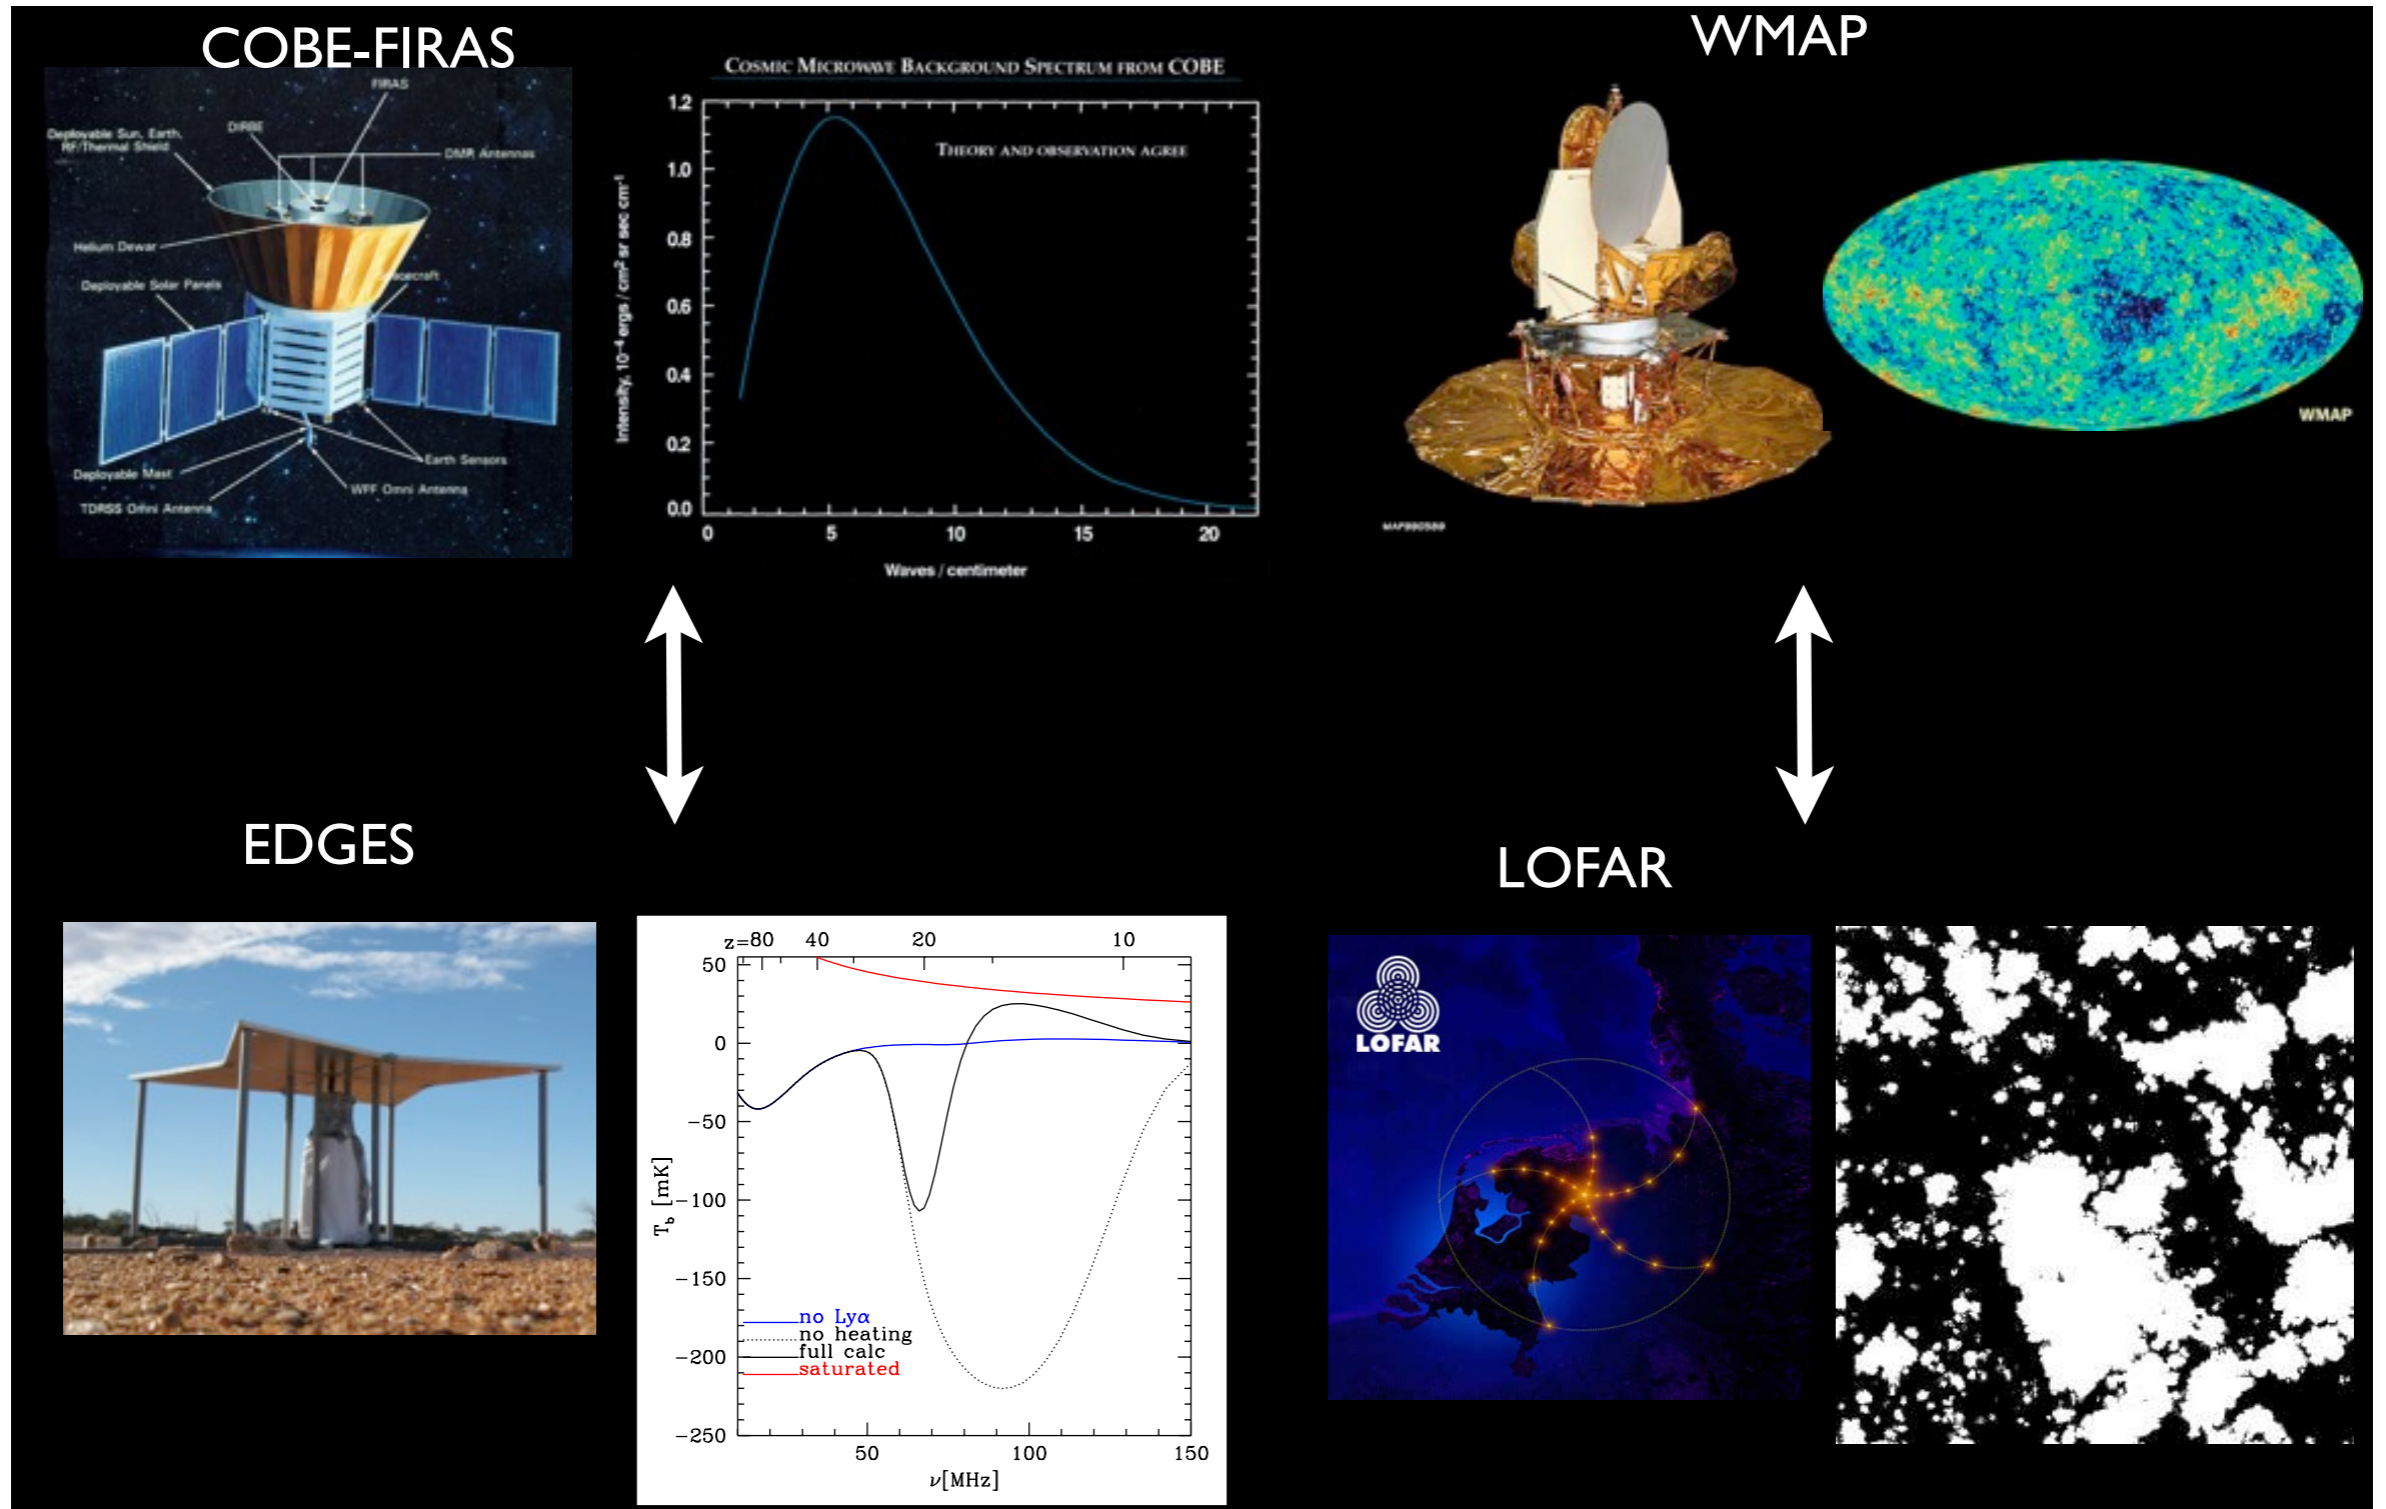 COBE-FIRAS
FIRAS
DIRBE
Deployable Sun, Earth,
RF/Thermal Shield
DMR Antennas
Helium Dewar
Deployable Solar Panels
Earth Sensors
Deployable Mast
WFF Omni Antenna
TDRSS Omni Antenna
COSMIC MICROWAVE BACKGROUND SPECTRUM FROM COBE
THEORY AND OBSERVATION AGREE
Intensity, 10⁻⁴ ergs / cm² sr sec cm⁻¹
1.2
1.0
0.8
0.6
0.4
0.2
0.0
0 5 10 15 20
Waves / centimeter
WMAP
MAP990589
WMAP
EDGES
z=80 40 20 10
50
0
−50
−100
−150
−200
−250
T_b [mK]
no Lyα
no heating
full calc
saturated
50 100 150
ν[MHz]
LOFAR
LOFAR